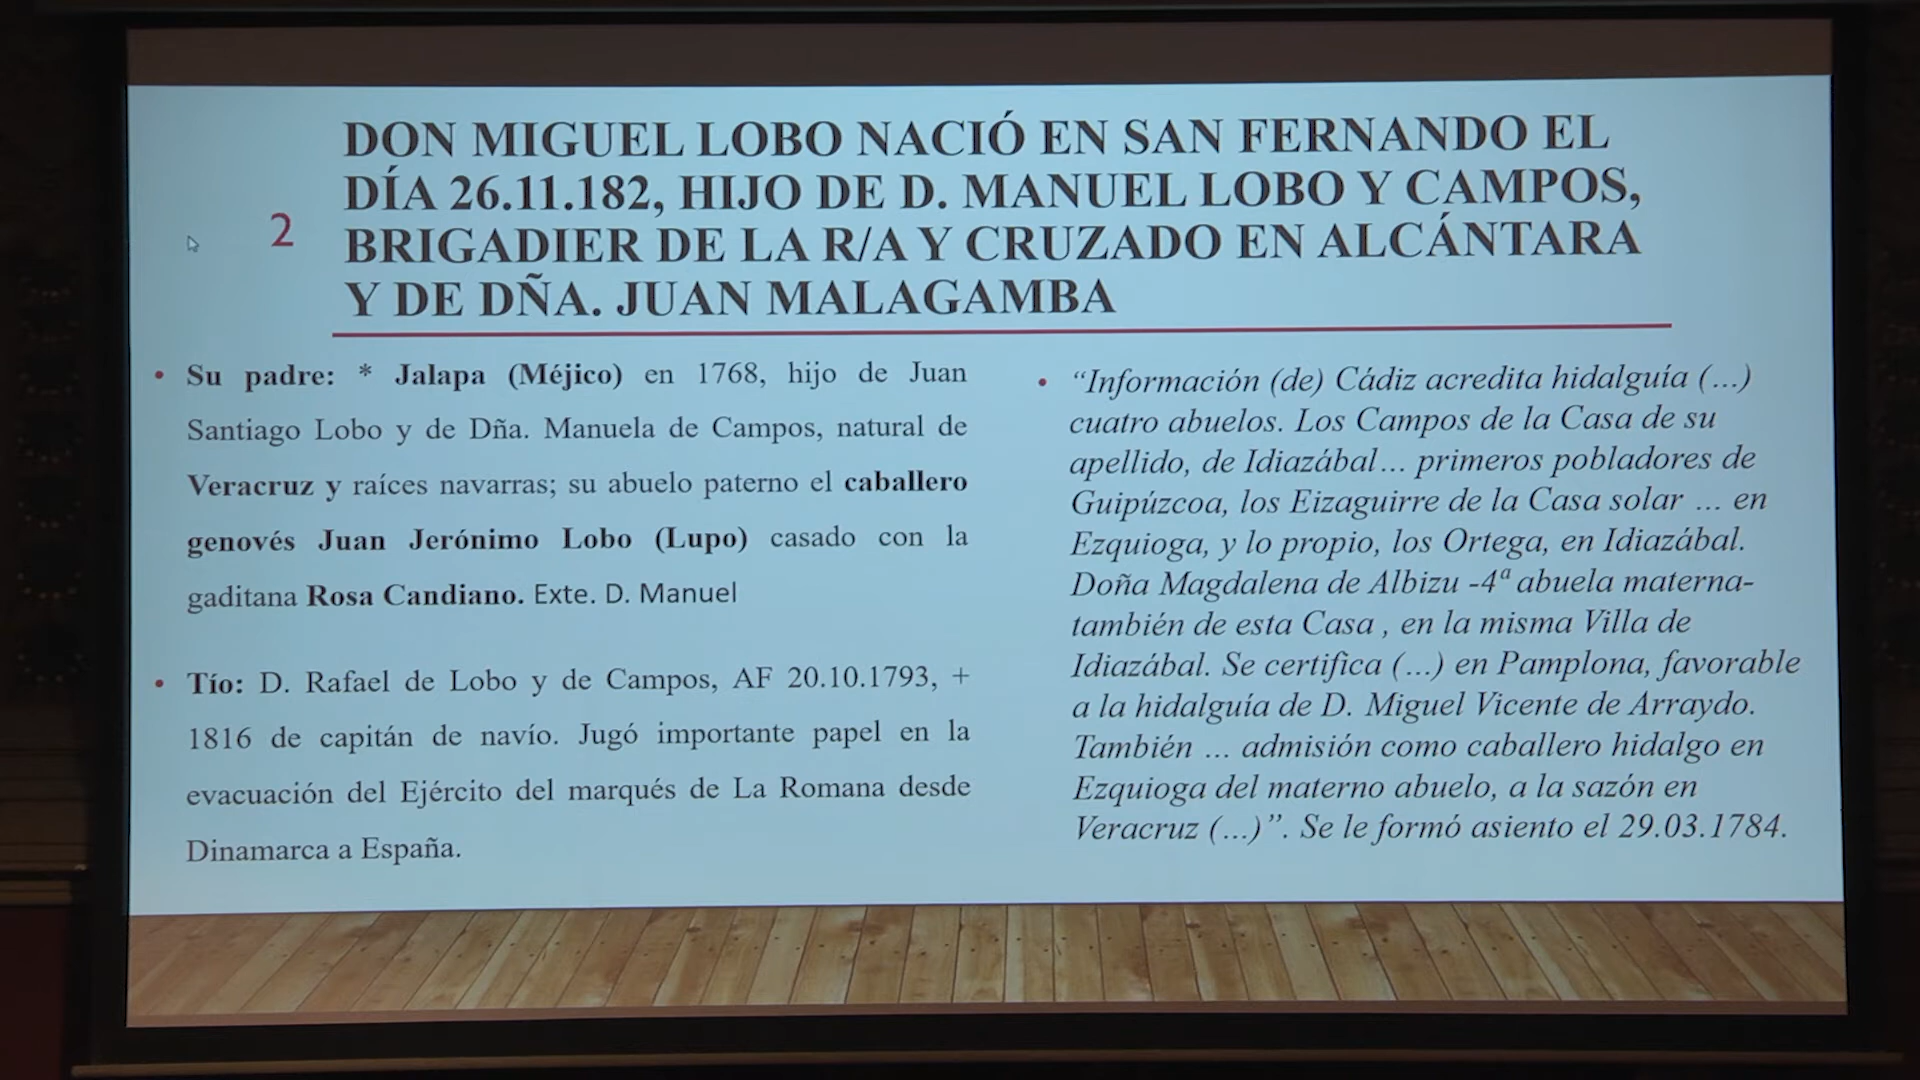 2
DON MIGUEL LOBO NACIÓ EN SAN FERNANDO EL
DÍA 26.11.182, HIJO DE D. MANUEL LOBO Y CAMPOS,
BRIGADIER DE LA R/A Y CRUZADO EN ALCÁNTARA
Y DE DÑA. JUAN MALAGAMBA
• Su padre: * Jalapa (Méjico) en 1768, hijo de Juan
Santiago Lobo y de Dña. Manuela de Campos, natural de
Veracruz y raíces navarras; su abuelo paterno el caballero
genovés Juan Jerónimo Lobo (Lupo) casado con la
gaditana Rosa Candiano. Exte. D. Manuel
• Tío: D. Rafael de Lobo y de Campos, AF 20.10.1793, +
1816 de capitán de navío. Jugó importante papel en la
evacuación del Ejército del marqués de La Romana desde
Dinamarca a España.
• “Información (de) Cádiz acredita hidalguía (…)
cuatro abuelos. Los Campos de la Casa de su
apellido, de Idiazábal… primeros pobladores de
Guipúzcoa, los Eizaguirre de la Casa solar … en
Ezquioga, y lo propio, los Ortega, en Idiazábal.
Doña Magdalena de Albizu -4ª abuela materna-
también de esta Casa , en la misma Villa de
Idiazábal. Se certifica (…) en Pamplona, favorable
a la hidalguía de D. Miguel Vicente de Arraydo.
También … admisión como caballero hidalgo en
Ezquioga del materno abuelo, a la sazón en
Veracruz (…)”. Se le formó asiento el 29.03.1784.